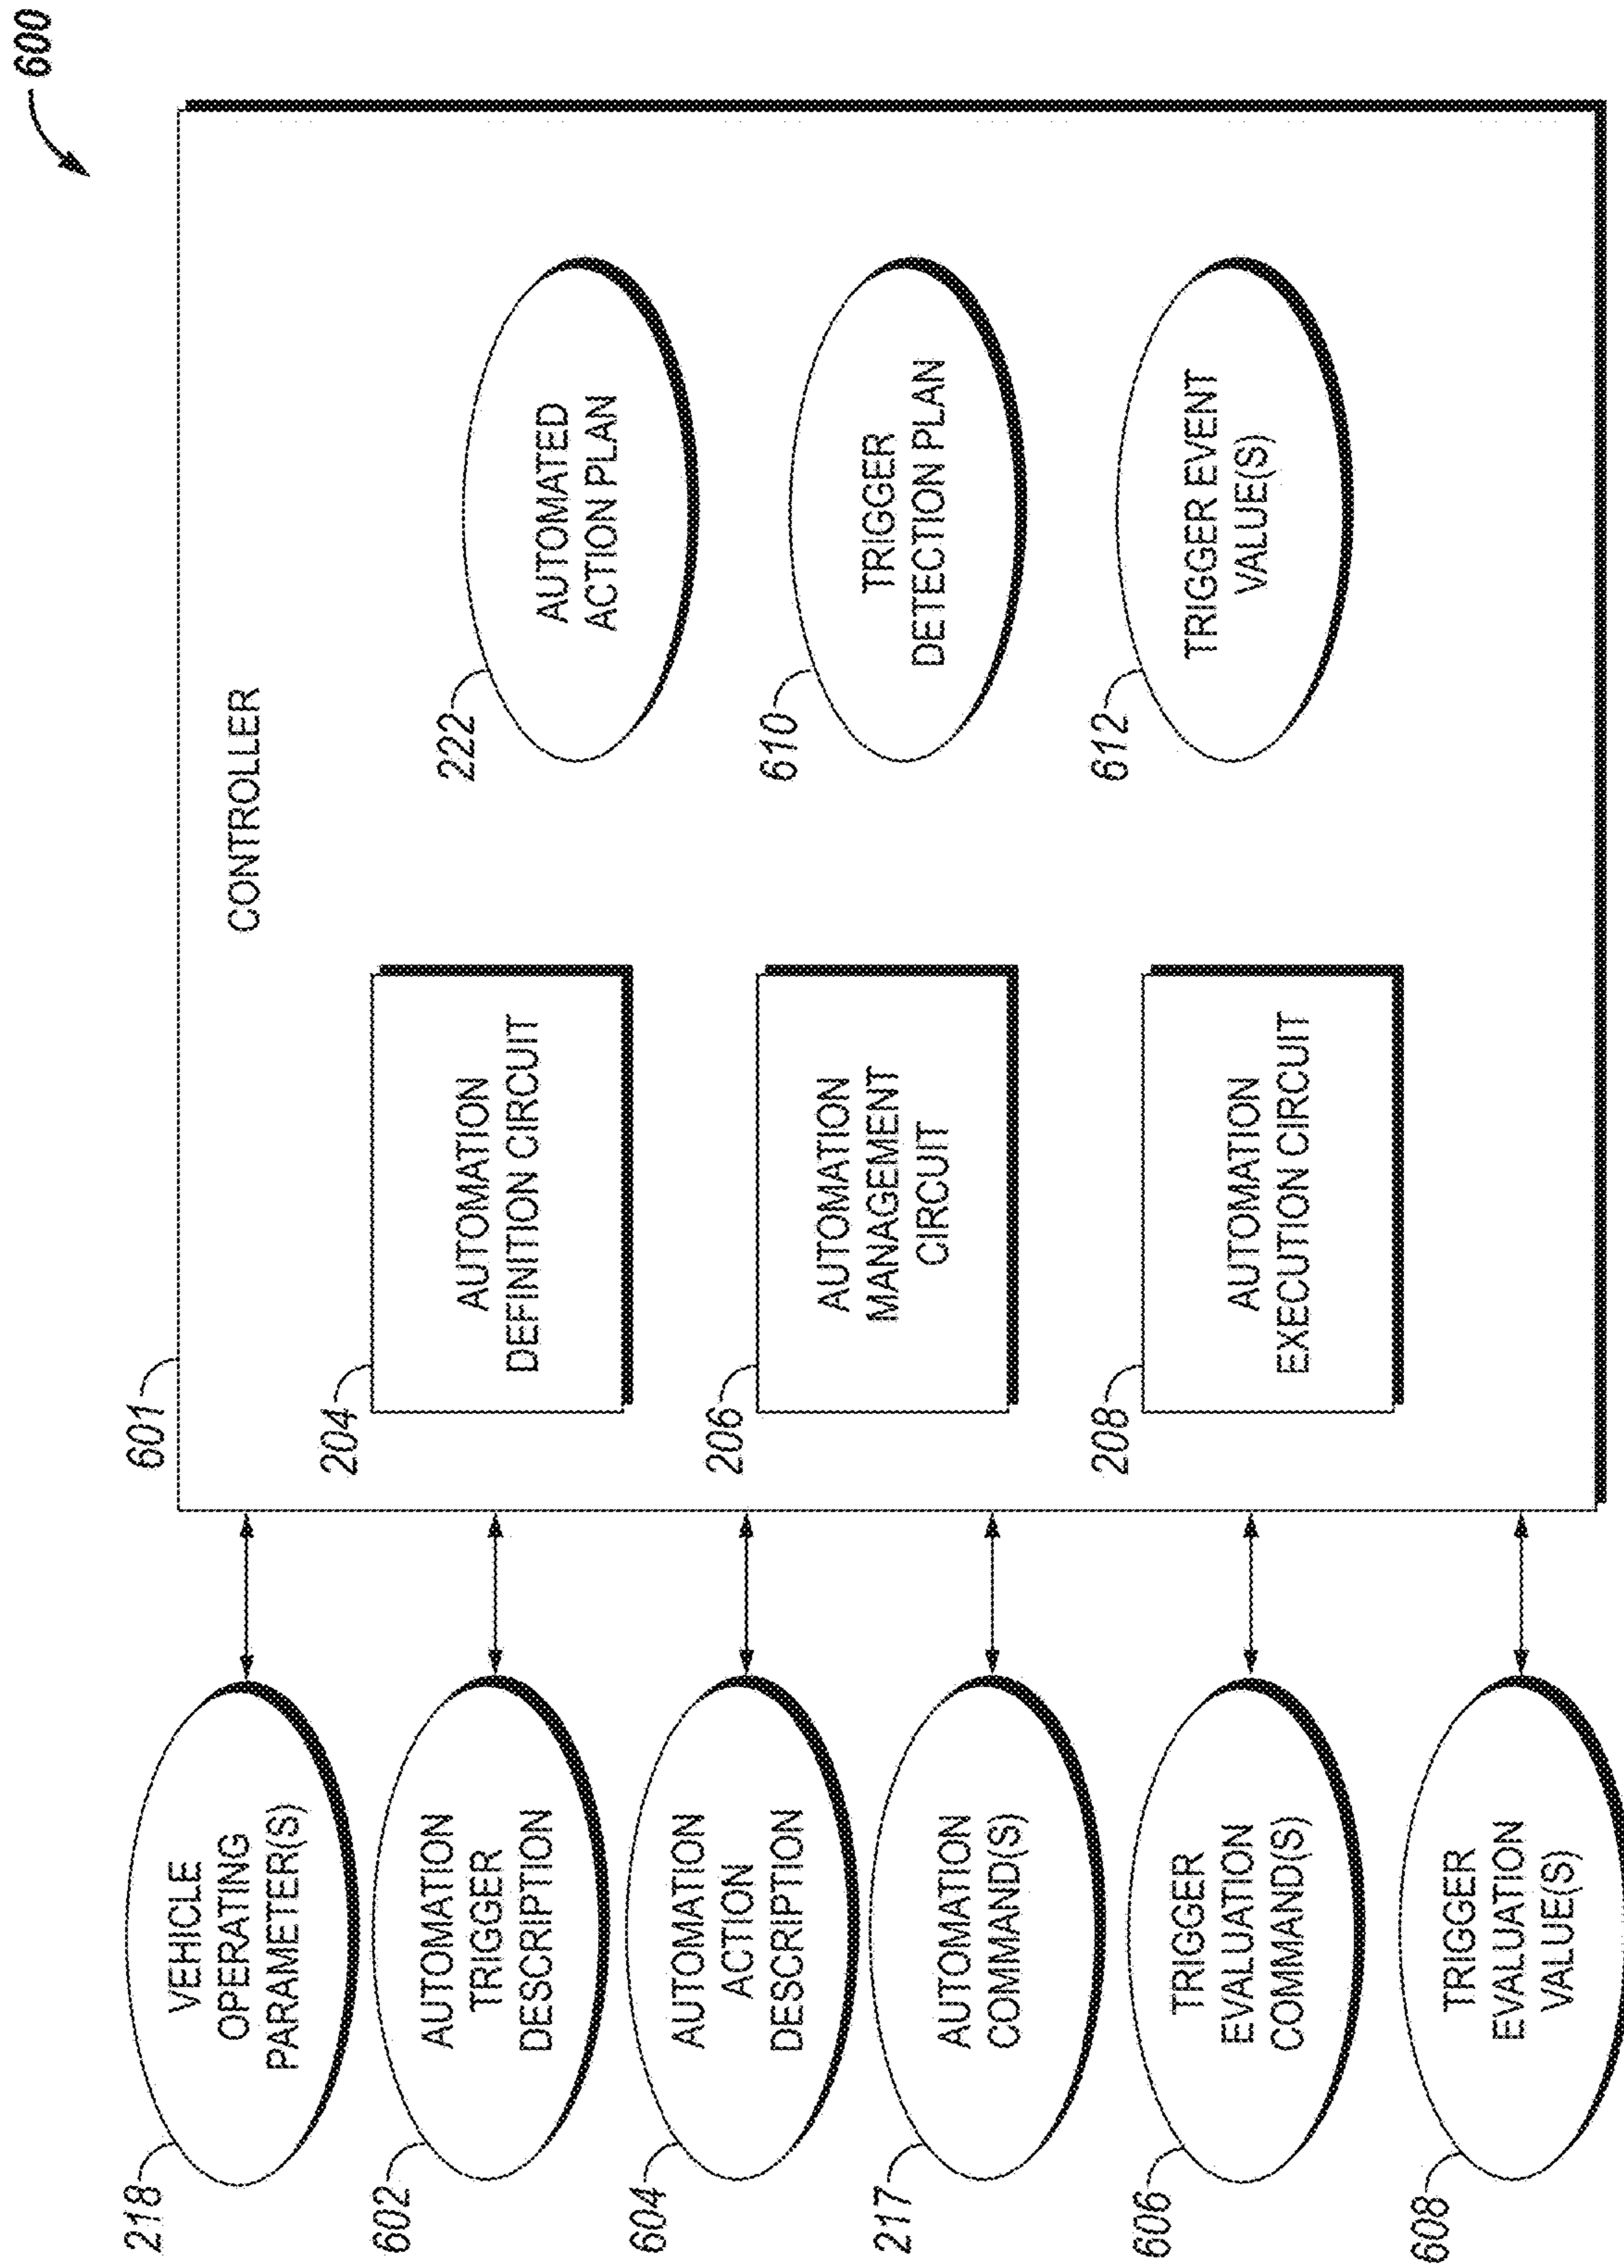 600
601
CONTROLLER
218
VEHICLE
OPERATING
PARAMETER(S)
602
AUTOMATION
TRIGGER
DESCRIPTION
604
AUTOMATION
ACTION
DESCRIPTION
217
AUTOMATION
COMMAND(S)
606
TRIGGER
EVALUATION
COMMAND(S)
608
TRIGGER
EVALUATION
VALUE(S)
204
AUTOMATION
DEFINITION CIRCUIT
206
AUTOMATION
MANAGEMENT
CIRCUIT
208
AUTOMATION
EXECUTION CIRCUIT
222
AUTOMATED
ACTION PLAN
610
TRIGGER
DETECTION PLAN
612
TRIGGER EVENT
VALUE(S)